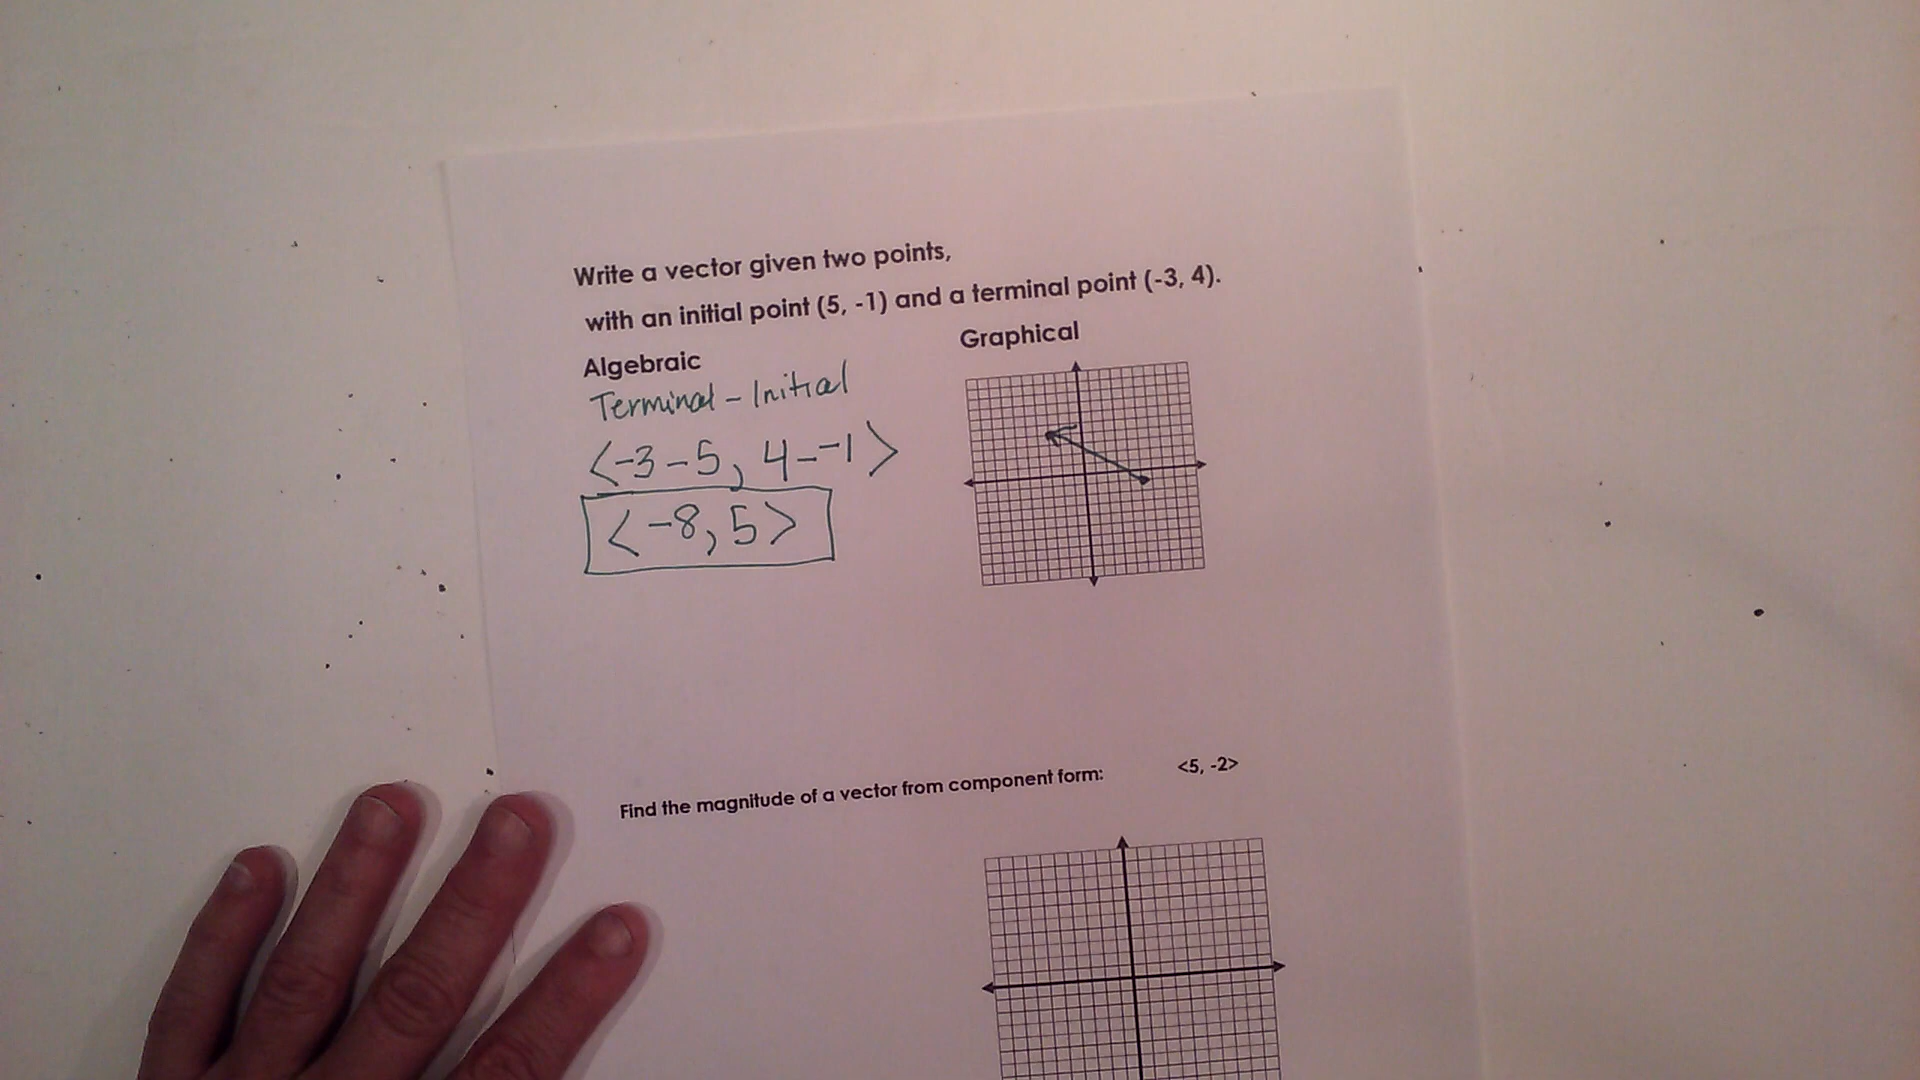 Write a vector given two points,
with an initial point (5, -1) and a terminal point (-3, 4).
Algebraic
Graphical
Terminal - Initial
<-3-5, 4--1>
<-8, 5>
Find the magnitude of a vector from component form: <5, -2>